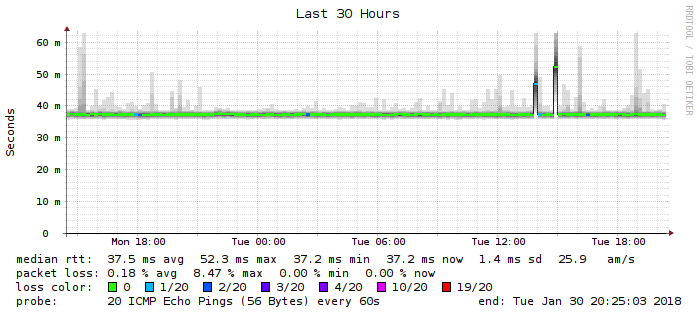 Last 30 Hours
RRDTOOL / TOBI OETIKER
Seconds
60 m
50 m
40 m
30 m
20 m
10 m
0
Mon 18:00 Tue 00:00 Tue 06:00 Tue 12:00 Tue 18:00
median rtt: 37.5 ms avg 52.3 ms max 37.2 ms min 37.2 ms now 1.4 ms sd 25.9 am/s
packet loss: 0.18 % avg 8.47 % max 0.00 % min 0.00 % now
loss color: 0 1/20 2/20 3/20 4/20 10/20 19/20
probe: 20 ICMP Echo Pings (56 Bytes) every 60s end: Tue Jan 30 20:25:03 2018